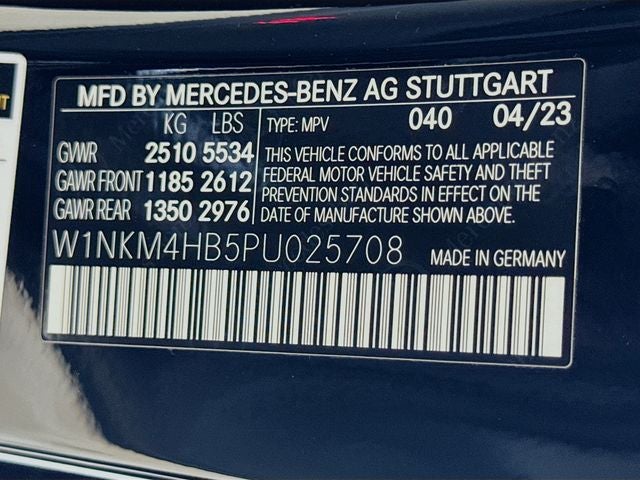 MFD BY MERCEDES-BENZ AG STUTTGART
KG LBS TYPE: MPV 040 04/23
GVWR 2510 5534
GAWR FRONT 1185 2612
GAWR REAR 1350 2976
THIS VEHICLE CONFORMS TO ALL APPLICABLE
FEDERAL MOTOR VEHICLE SAFETY AND THEFT
PREVENTION STANDARDS IN EFFECT ON THE
DATE OF MANUFACTURE SHOWN ABOVE.
W1NKM4HB5PU025708 MADE IN GERMANY